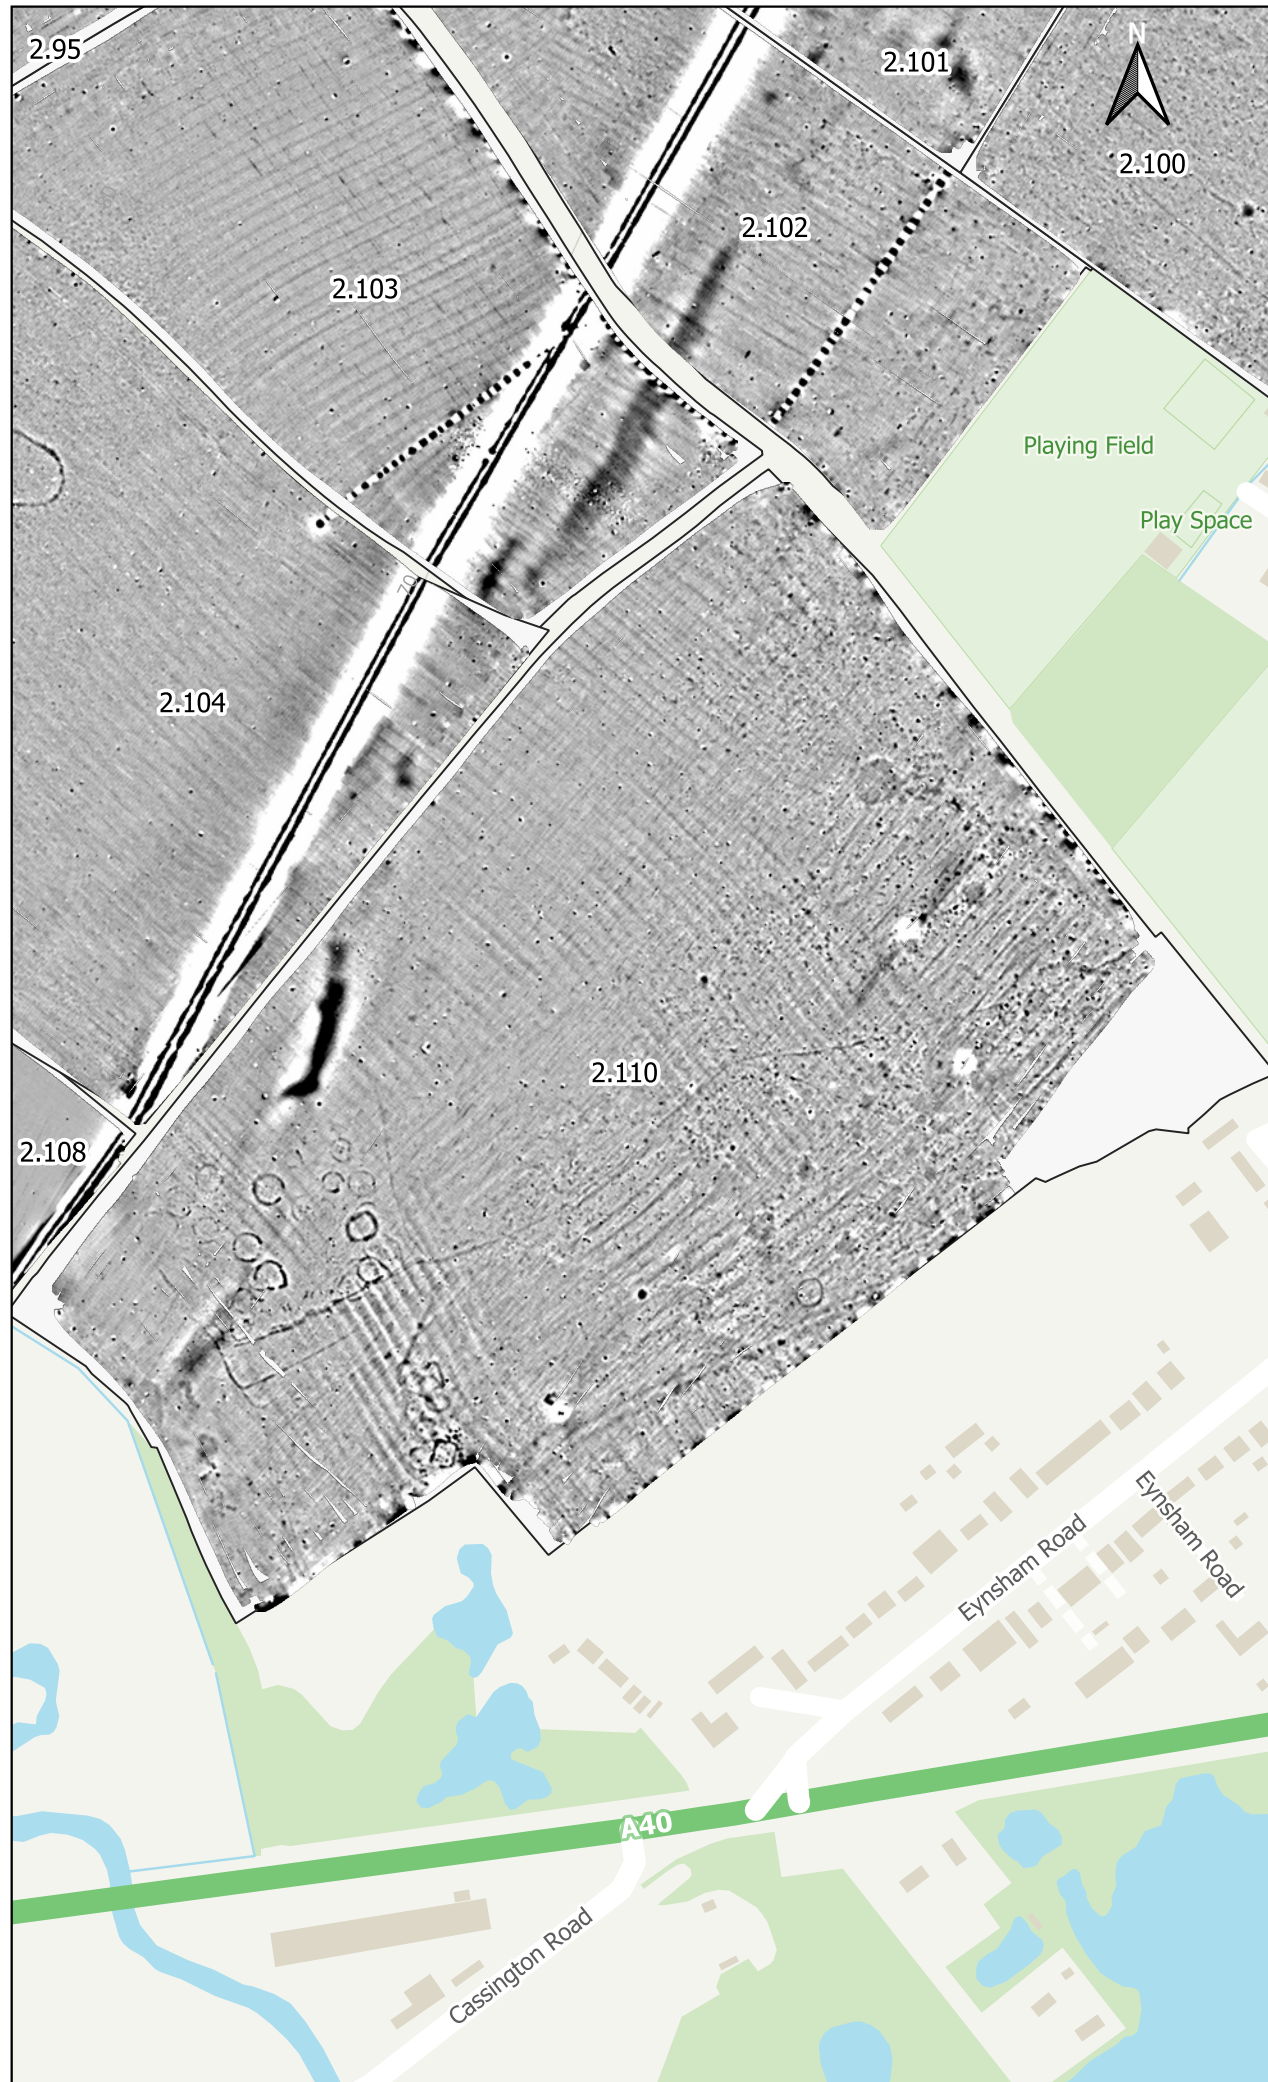 2.95
2.101
N
2.100
2.102
2.103
Playing Field
Play Space
70
2.104
2.110
2.108
Eynsham Road
Eynsham Road
A40
Cassington Road